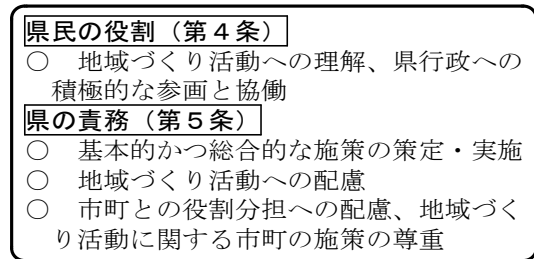 県民の役割（第４条）
○　地域づくり活動への理解、県行政への
積極的な参画と協働
県の責務（第５条）
○　基本的かつ総合的な施策の策定・実施
○　地域づくり活動への配慮
○　市町との役割分担への配慮、地域づく
り活動に関する市町の施策の尊重